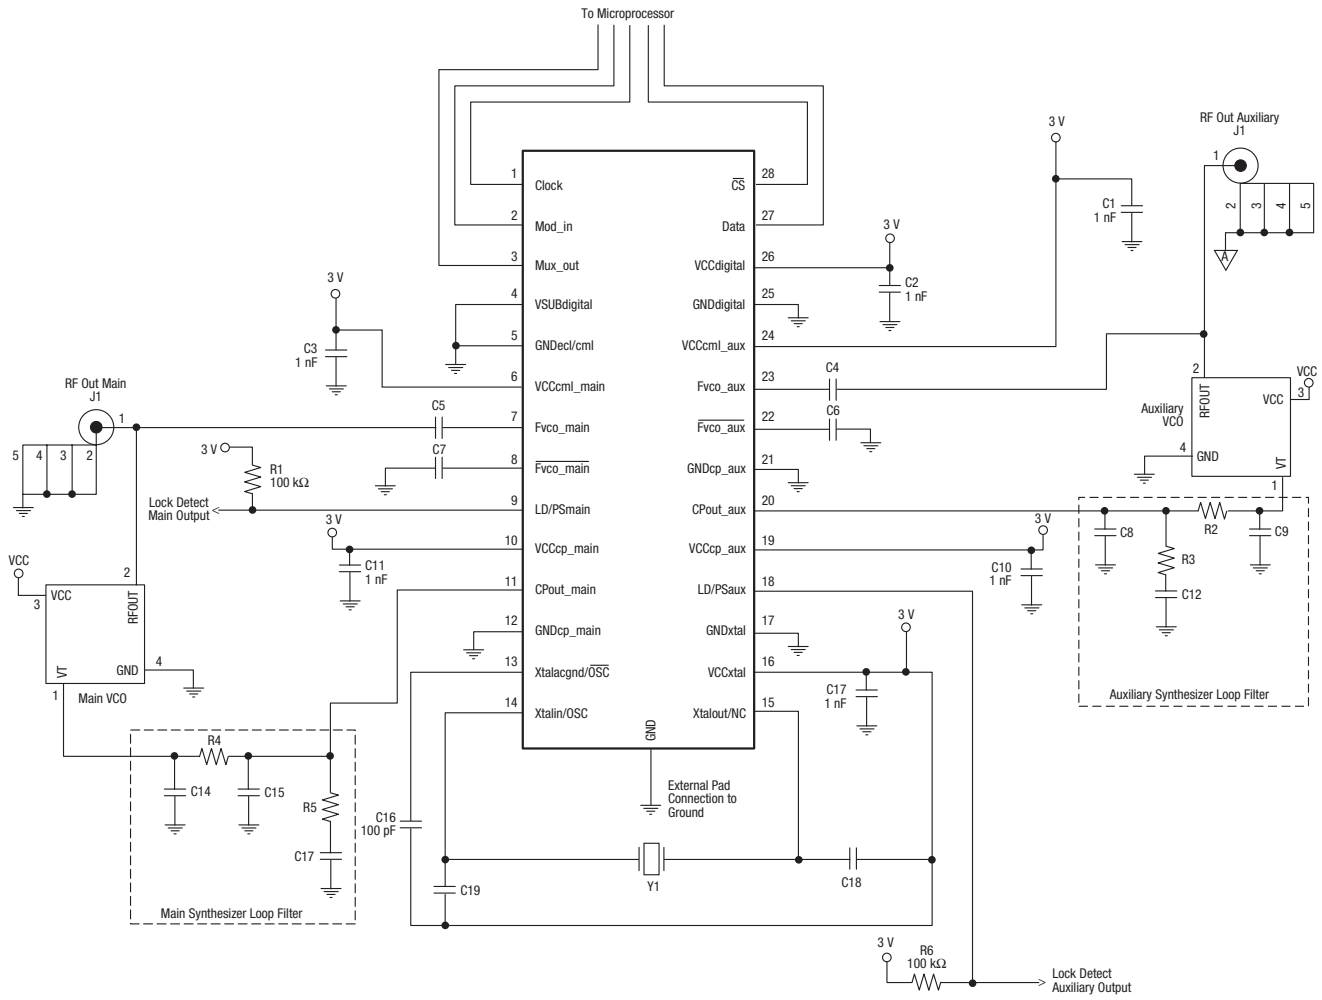 To Microprocessor
1
Clock
2
Mod_in
3
Mux_out
4
VSUBdigital
5
GNDecl/cml
6
VCCcml_main
7
Fvco_main
8
Fvco_main
9
LD/PSmain
10
VCCcp_main
11
CPout_main
12
GNDcp_main
13
Xtalacgnd/OSC
14
Xtalin/OSC
28
CS
27
Data
26
VCCdigital
25
GNDdigital
24
VCCcml_aux
23
Fvco_aux
22
Fvco_aux
21
GNDcp_aux
20
CPout_aux
19
VCCcp_aux
18
LD/PSaux
17
GNDxtal
16
VCCxtal
15
Xtalout/NC
GND
External Pad
Connection to
Ground
3 V
C3
1 nF
RF Out Main
J1
1
5
4
3
2
C5
C7
3 V
R1
100 kΩ
Lock Detect
Main Output
3 V
C11
1 nF
VCC
3
VCC
2
RFOUT
VT
GND
4
1
Main VCO
R4
C14
C15
R5
C17
Main Synthesizer Loop Filter
C16
100 pF
C19
Y1
C18
3 V
C17
1 nF
3 V
R6
100 kΩ
Lock Detect
Auxiliary Output
3 V
C2
1 nF
3 V
C1
1 nF
RF Out Auxiliary
J1
1
2
3
4
5
A
C4
C6
2
RFOUT
VCC
3
VCC
Auxiliary
VCO
4
GND
VT
1
3 V
C10
1 nF
C8
R2
C9
R3
C12
Auxiliary Synthesizer Loop Filter